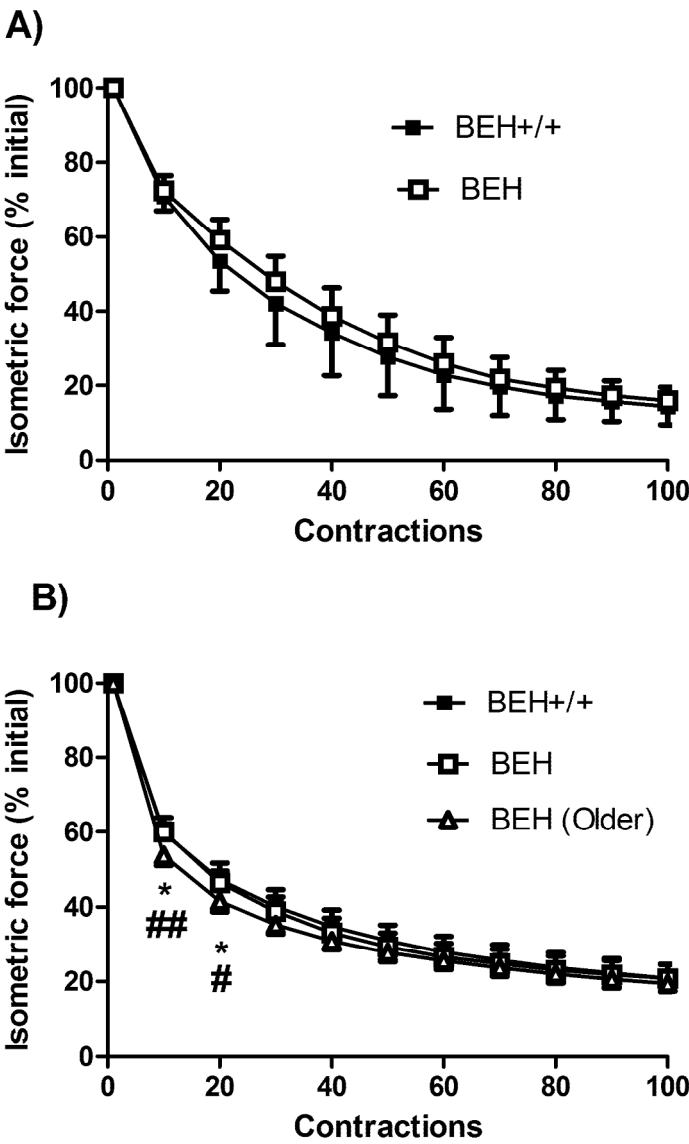 A)
Isometric force (% initial)
100
80
60
40
20
0
BEH+/+
BEH
0 20 40 60 80 100
Contractions
B)
Isometric force (% initial)
100
80
60
40
20
0
BEH+/+
BEH
BEH (Older)
*
##
*
#
0 20 40 60 80 100
Contractions